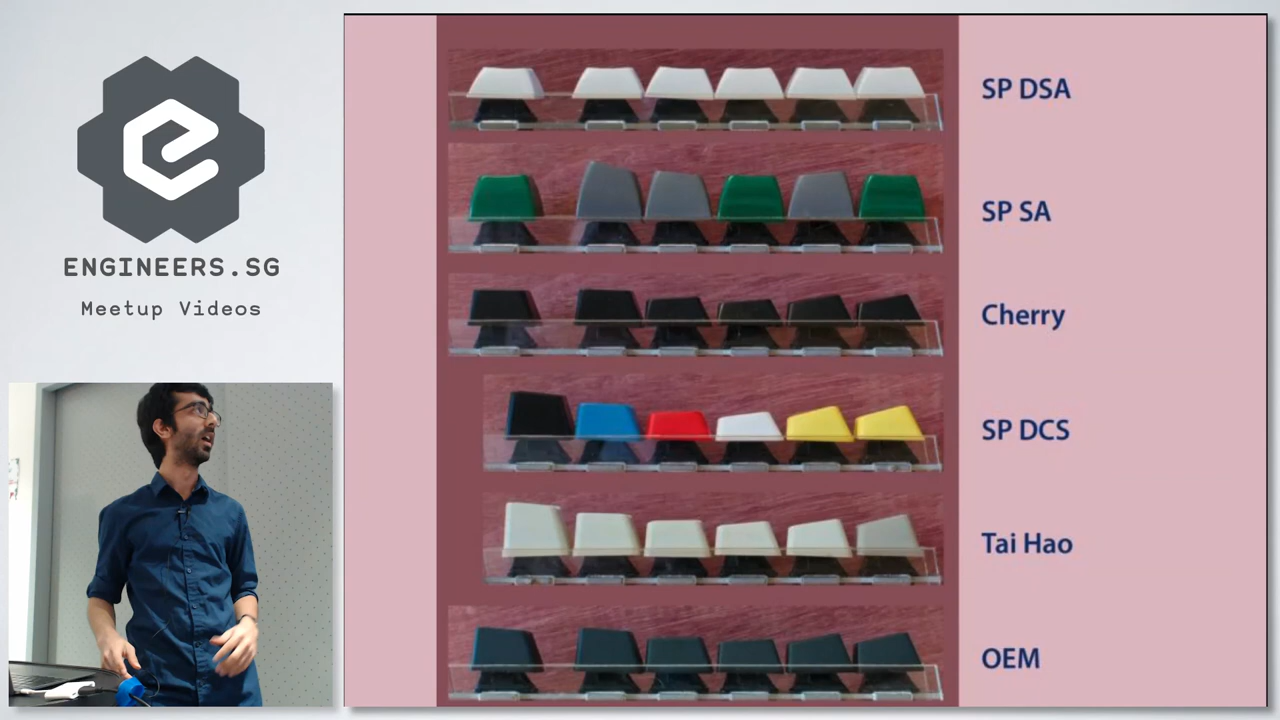 ENGINEERS.SG
Meetup Videos
SP DSA
SP SA
Cherry
SP DCS
Tai Hao
OEM